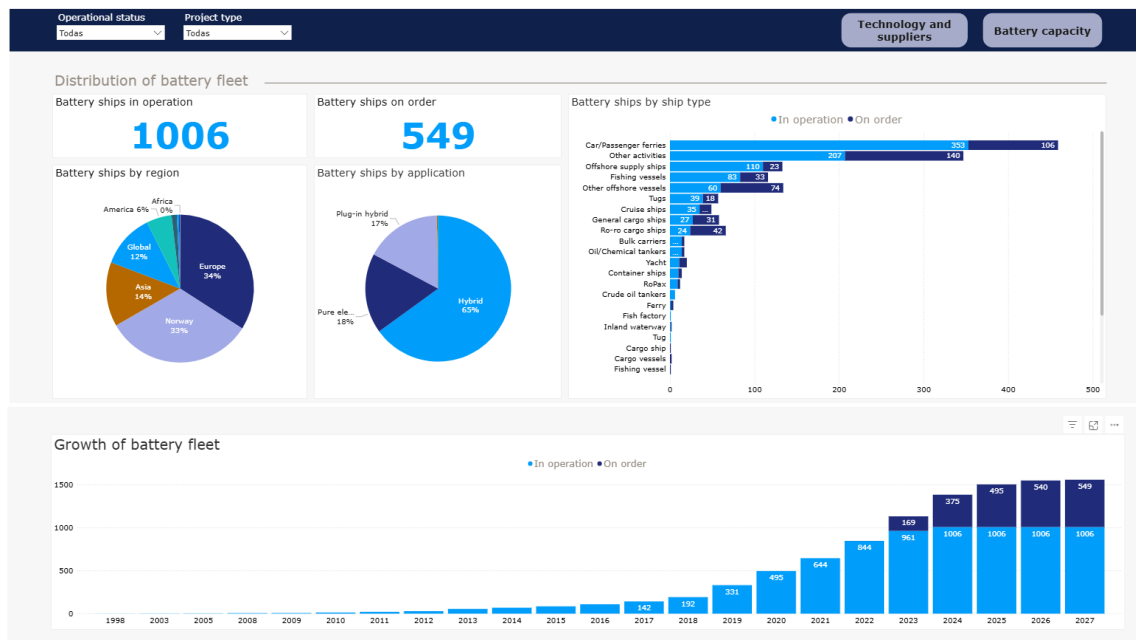 Operational status
Todas
Project type
Todas
Technology and
suppliers
Battery capacity
Distribution of battery fleet
Battery ships in operation
1006
Battery ships on order
549
Battery ships by region
Africa
0%
America 6%
Global
12%
Europe
34%
Asia
14%
Norway
33%
Battery ships by application
Plug-in hybrid
17%
Pure ele...
18%
Hybrid
65%
Battery ships by ship type
In operation On order
Car/Passenger ferries 353 106
Other activities 207 140
Offshore supply ships 110 23
Fishing vessels 83 33
Other offshore vessels 60 74
Tugs 39 18
Cruise ships 35 ...
General cargo ships 27 31
Ro-ro cargo ships 24 42
Bulk carriers ...
Oil/Chemical tankers ...
Yacht
Container ships
RoPax
Crude oil tankers
Ferry
Fish factory
Inland waterway
Tug
Cargo ship
Cargo vessels
Fishing vessel
0 100 200 300 400 500
Growth of battery fleet
In operation On order
1500
1000
500
0
142 192 331 495 644 844 961 1006 1006 1006 1006
169 375 495 540 549
1998 2003 2005 2008 2009 2010 2011 2012 2013 2014 2015 2016 2017 2018 2019 2020 2021 2022 2023 2024 2025 2026 2027